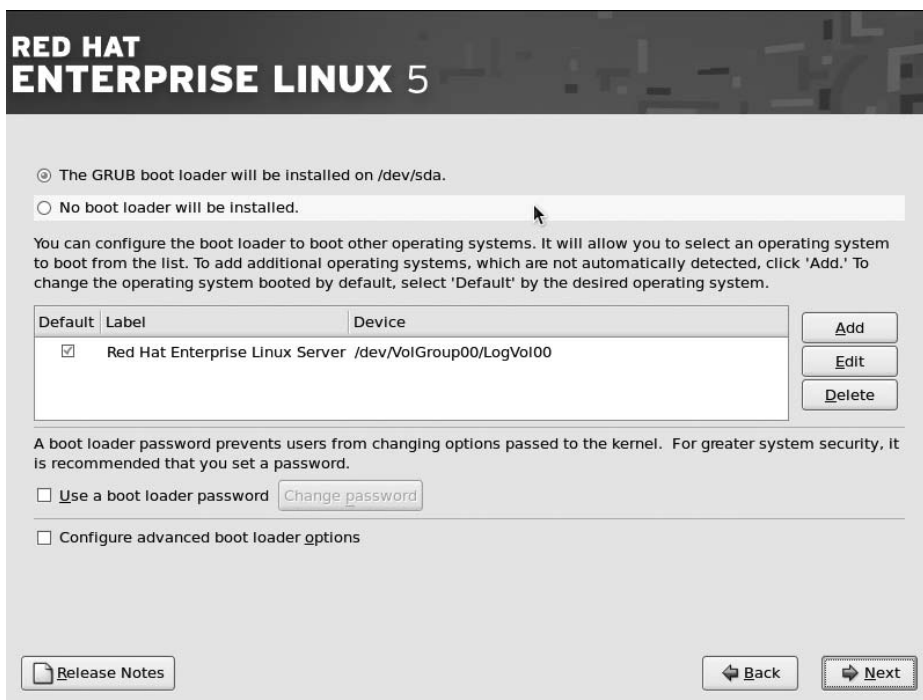 RED HAT
ENTERPRISE LINUX 5
The GRUB boot loader will be installed on /dev/sda.
No boot loader will be installed.
You can configure the boot loader to boot other operating systems. It will allow you to select an operating system
to boot from the list. To add additional operating systems, which are not automatically detected, click 'Add.' To
change the operating system booted by default, select 'Default' by the desired operating system.
Default Label Device
Red Hat Enterprise Linux Server /dev/VolGroup00/LogVol00
Add
Edit
Delete
A boot loader password prevents users from changing options passed to the kernel. For greater system security, it
is recommended that you set a password.
Use a boot loader password Change password
Configure advanced boot loader options
Release Notes Back Next